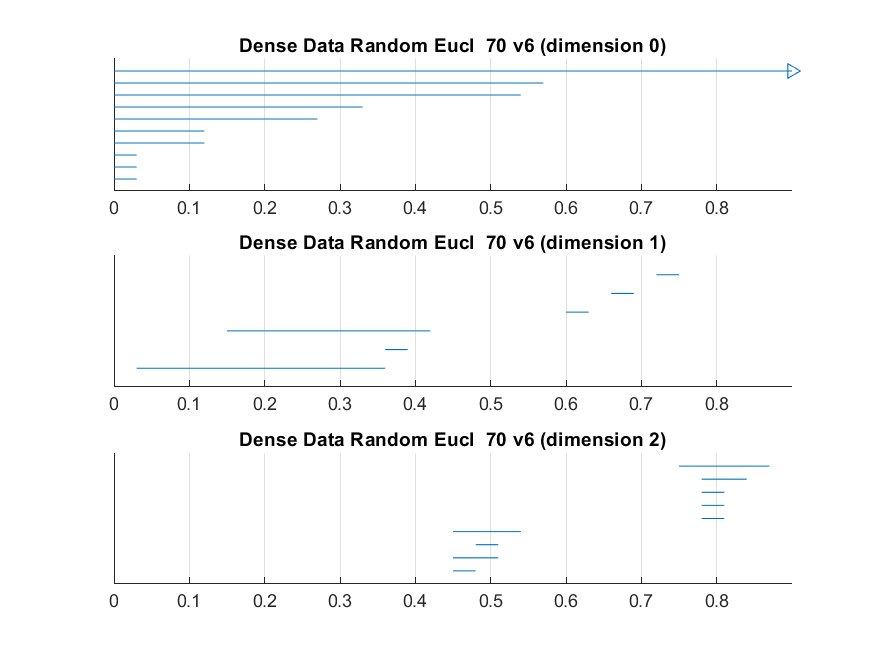 Dense Data Random Eucl  70 v6 (dimension 0)
0 0.1 0.2 0.3 0.4 0.5 0.6 0.7 0.8
Dense Data Random Eucl  70 v6 (dimension 1)
0 0.1 0.2 0.3 0.4 0.5 0.6 0.7 0.8
Dense Data Random Eucl  70 v6 (dimension 2)
0 0.1 0.2 0.3 0.4 0.5 0.6 0.7 0.8